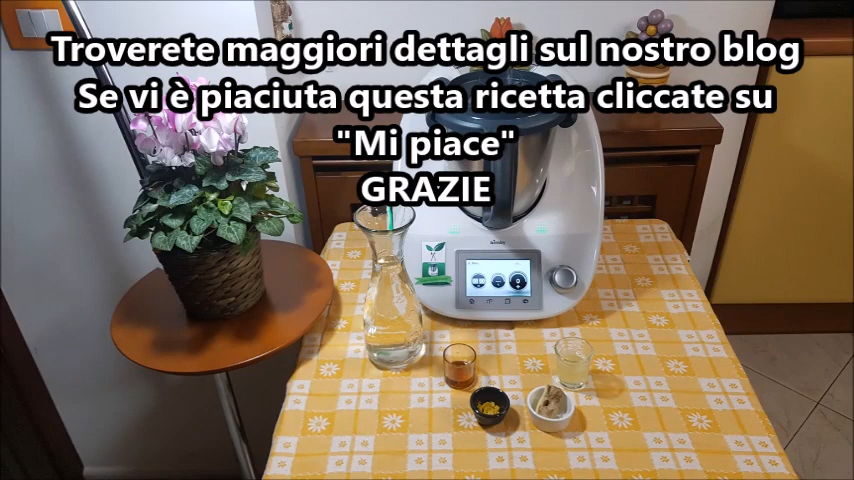 Troverete maggiori dettagli sul nostro blog
Se vi è piaciuta questa ricetta cliccate su
"Mi piace"
GRAZIE